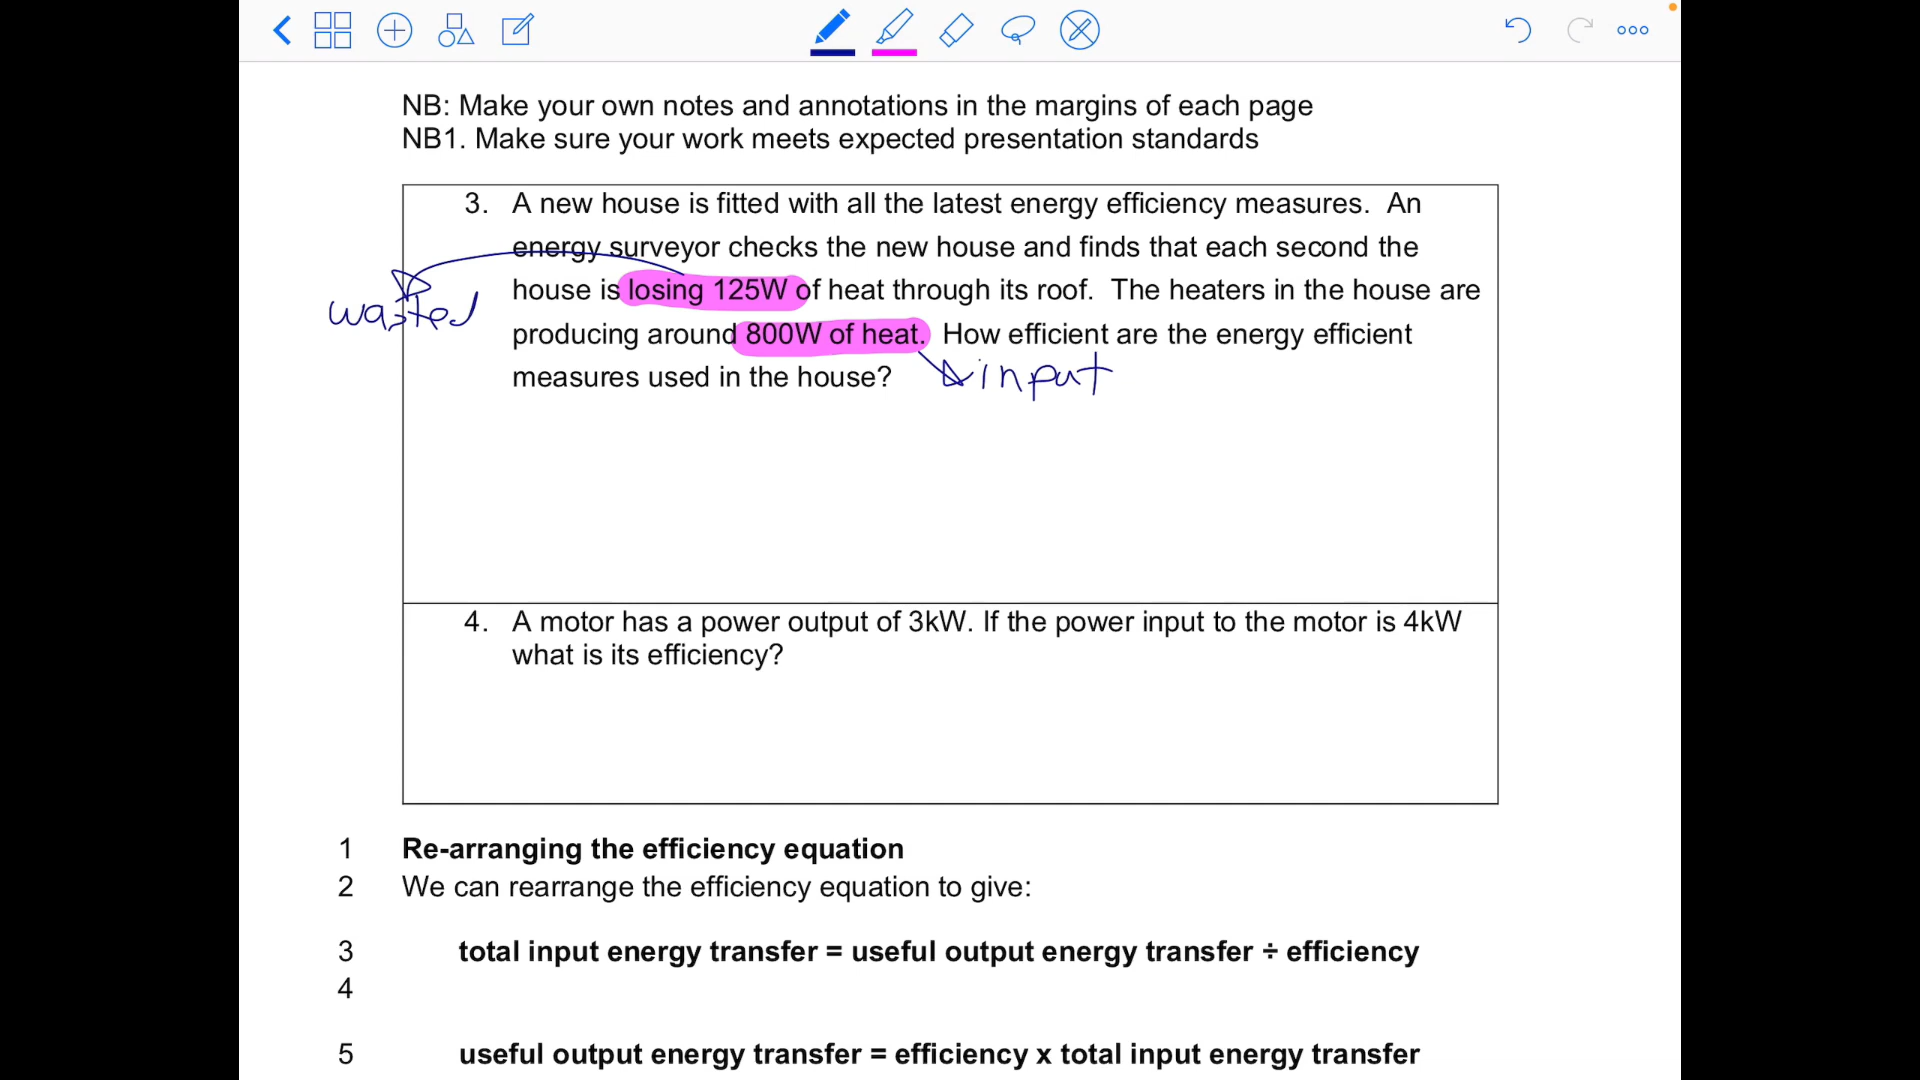 NB: Make your own notes and annotations in the margins of each page
NB1. Make sure your work meets expected presentation standards
3. A new house is fitted with all the latest energy efficiency measures. An
energy surveyor checks the new house and finds that each second the
house is losing 125W of heat through its roof. The heaters in the house are
wasted
producing around 800W of heat. How efficient are the energy efficient
measures used in the house?
input
4. A motor has a power output of 3kW. If the power input to the motor is 4kW
what is its efficiency?
1 Re-arranging the efficiency equation
2 We can rearrange the efficiency equation to give:
3 total input energy transfer = useful output energy transfer ÷ efficiency
4
5 useful output energy transfer = efficiency x total input energy transfer